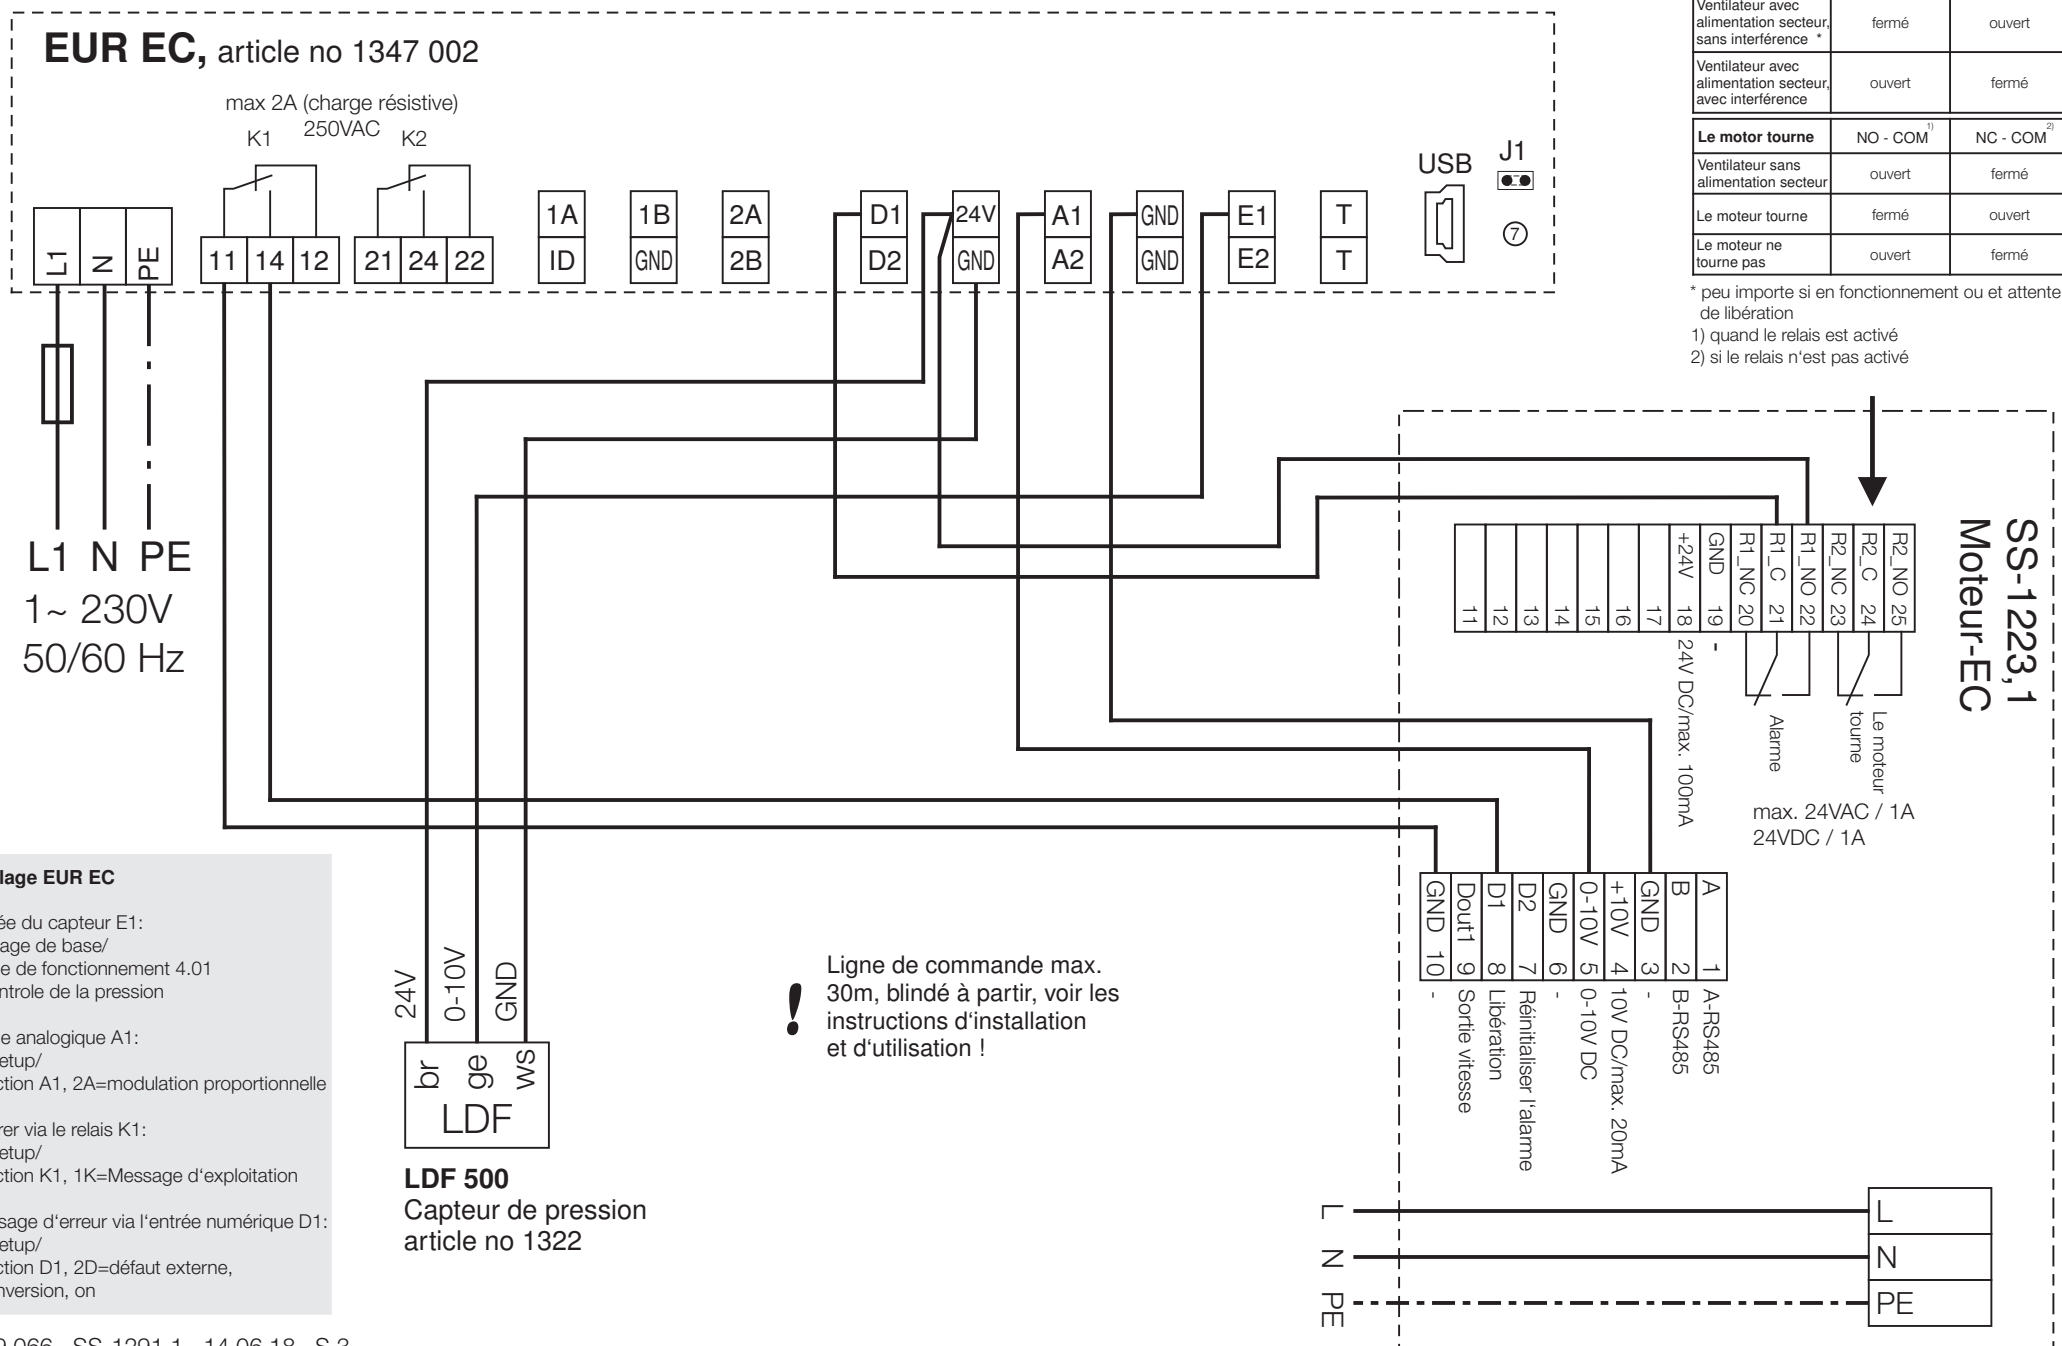 EUR EC, article no 1347 002
max 2A (charge résistive)
250VAC
K1
K2
USB
J1
7
L1 N PE
11 14 12
21 24 22
1A
ID
1B
GND
2A
2B
D1
D2
24V
GND
A1
A2
GND
GND
E1
E2
T
T
L1 N PE
1~ 230V
50/60 Hz
Ventilateur avec
alimentation secteur,
sans interférence *
fermé
ouvert
Ventilateur avec
alimentation secteur,
avec interférence
ouvert
fermé
Le motor tourne
NO - COM 1)
NC - COM 2)
Ventilateur sans
alimentation secteur
ouvert
fermé
Le moteur tourne
fermé
ouvert
Le moteur ne
tourne pas
ouvert
fermé
* peu importe si en fonctionnement ou et attente
de libération
1) quand le relais est activé
2) si le relais n‘est pas activé
SS-1223,1
Moteur-EC
11
12
13
14
15
16
17
+24V 18 24V DC/max. 100mA
GND 19 -
R1_NC 20
R1_C 21
R1_NO 22
R2_NC 23
R2_C 24
R2_NO 25
Alarme
Le moteur
tourne
max. 24VAC / 1A
24VDC / 1A
GND 10 -
Dout1 9 Sortie vitesse
D1 8 Libération
D2 7 Réinitialiser l‘alarme
GND 6 -
0-10V 5 0-10V DC
+10V 4 10V DC/max. 20mA
GND 3 -
B 2 B-RS485
A 1 A-RS485
lage EUR EC
ée du capteur E1:
age de base/
e de fonctionnement 4.01
ntrole de la pression
e analogique A1:
etup/
ction A1, 2A=modulation proportionnelle
rer via le relais K1:
etup/
ction K1, 1K=Message d‘exploitation
sage d‘erreur via l‘entrée numérique D1:
etup/
ction D1, 2D=défaut externe,
nversion, on
24V
0-10V
GND
br
ge
ws
LDF
LDF 500
Capteur de pression
article no 1322
!
Ligne de commande max.
30m, blindé à partir, voir les
instructions d‘installation
et d‘utilisation !
L
N
PE
L
N
PE
066 SS-1291,1 14.06.18 S.3